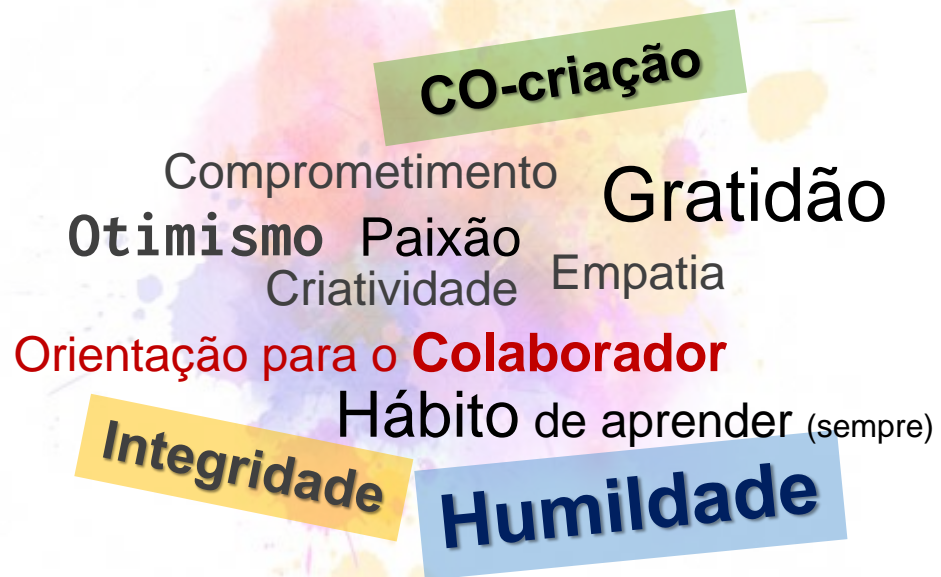 CO-criação
Comprometimento
Gratidão
Otimismo
Paixão
Criatividade
Empatia
Orientação para o Colaborador
Hábito de aprender (sempre)
Integridade
Humildade